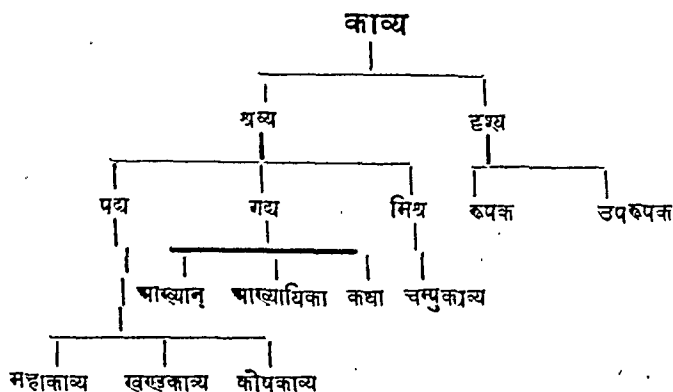 काव्य
श्रव्य दृश्य
पद्य गद्य मिश्र रूपक उपरूपक
आख्यान् आख्यायिका कथा चम्पुकाव्य
महाकाव्य खण्डकाव्य कोषकाव्य